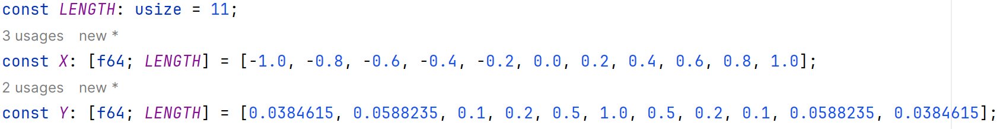 const LENGTH: usize = 11;
3 usages new *
const X: [f64; LENGTH] = [-1.0, -0.8, -0.6, -0.4, -0.2, 0.0, 0.2, 0.4, 0.6, 0.8, 1.0];
2 usages new *
const Y: [f64; LENGTH] = [0.0384615, 0.0588235, 0.1, 0.2, 0.5, 1.0, 0.5, 0.2, 0.1, 0.0588235, 0.0384615];